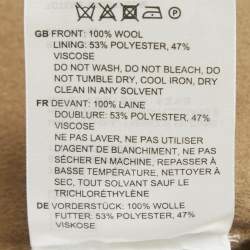 GB FRONT: 100% WOOL
LINING: 53% POLYESTER, 47%
VISCOSE
DO NOT WASH, DO NOT BLEACH, DO
NOT TUMBLE DRY, COOL IRON, DRY
CLEAN IN ANY SOLVENT
FR DEVANT: 100% LAINE
DOUBLURE: 53% POLYESTER, 47%
VISCOSE
NE PAS LAVER, NE PAS UTILISER
D'AGENT DE BLANCHIMENT, NE PAS
SÉCHER EN MACHINE, REPASSER À
BASSE TEMPÉRATURE, NETTOYER À
SEC, TOUT SOLVANT SAUF LE
TRICHLORÉTHYLÈNE
DE VORDERSTÜCK: 100% WOLLE
FUTTER: 53% POLYESTER, 47%
VISKOSE